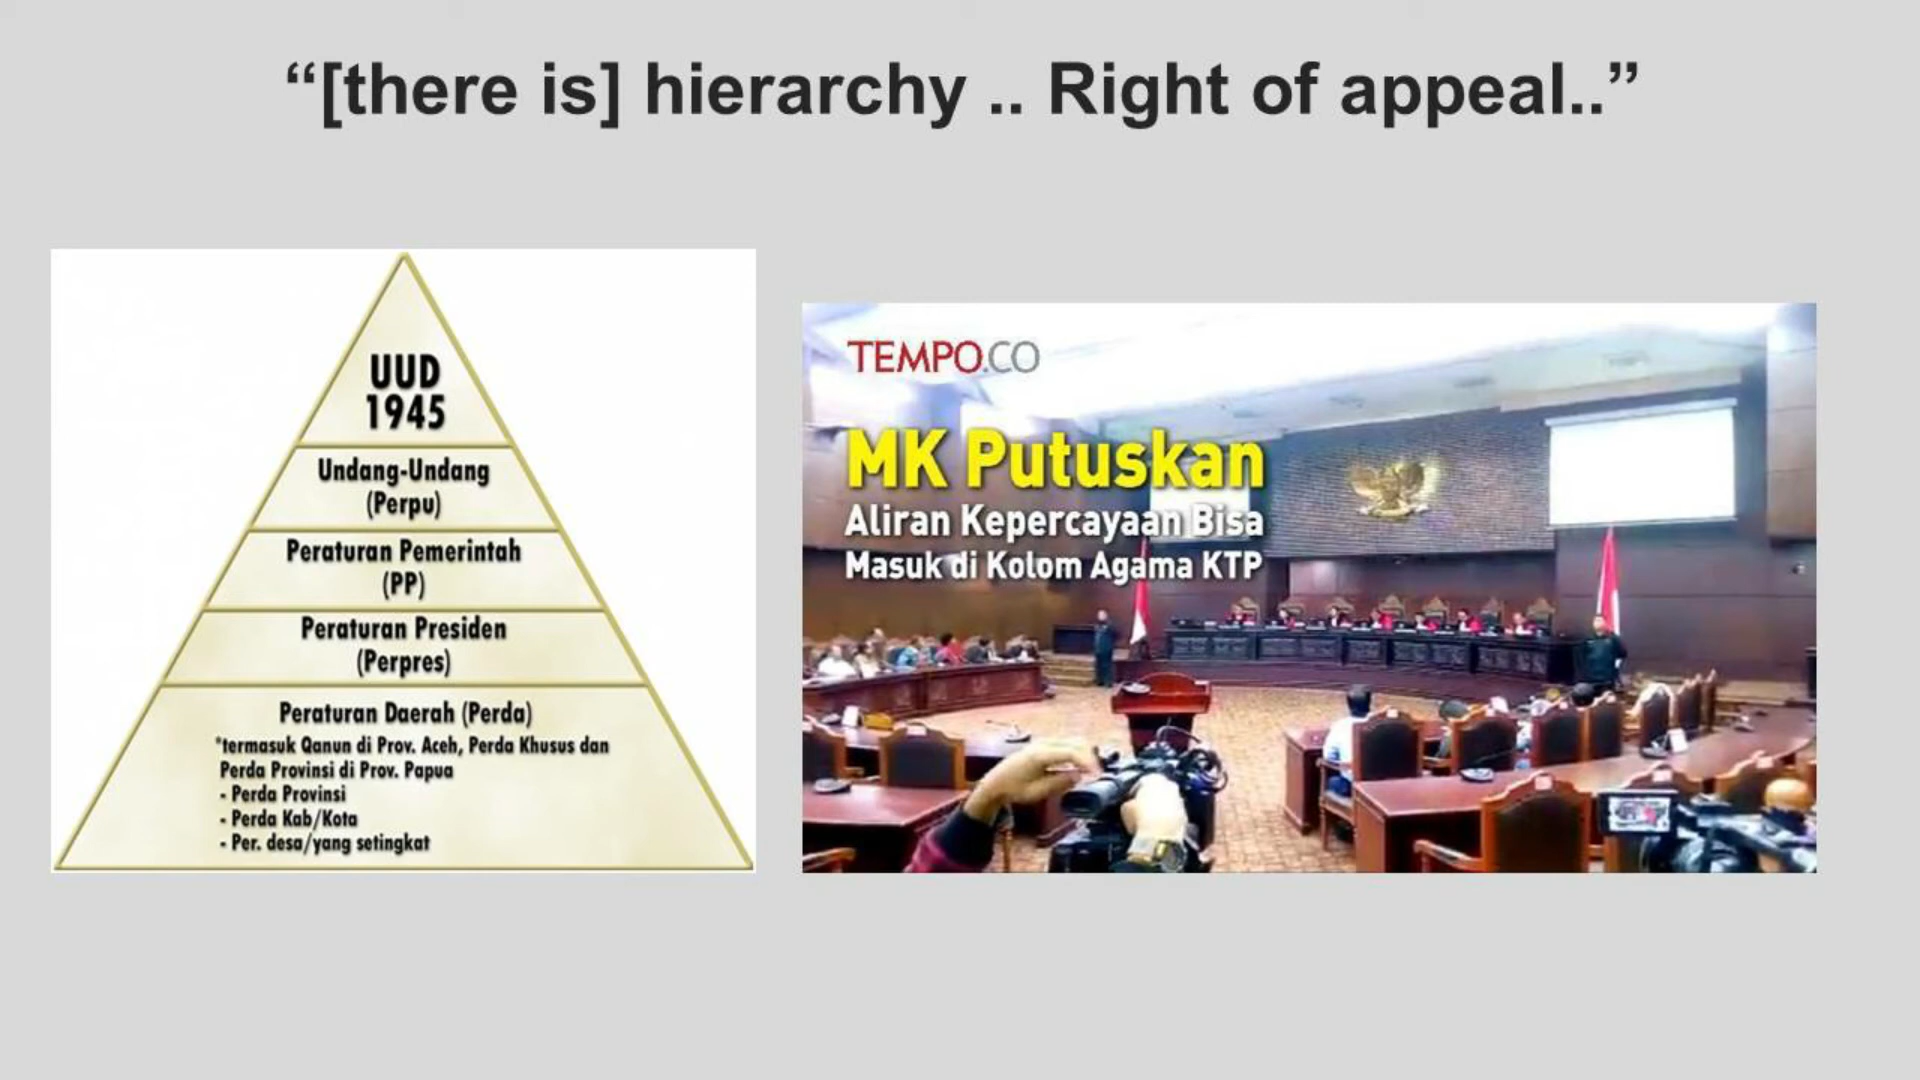 “[there is] hierarchy .. Right of appeal..”
UUD
1945
Undang-Undang
(Perpu)
Peraturan Pemerintah
(PP)
Peraturan Presiden
(Perpres)
Peraturan Daerah (Perda)
*termasuk Qanun di Prov. Aceh, Perda Khusus dan
Perda Provinsi di Prov. Papua
- Perda Provinsi
- Perda Kab/Kota
- Per. desa/yang setingkat
TEMPO.CO
MK Putuskan
Aliran Kepercayaan Bisa
Masuk di Kolom Agama KTP